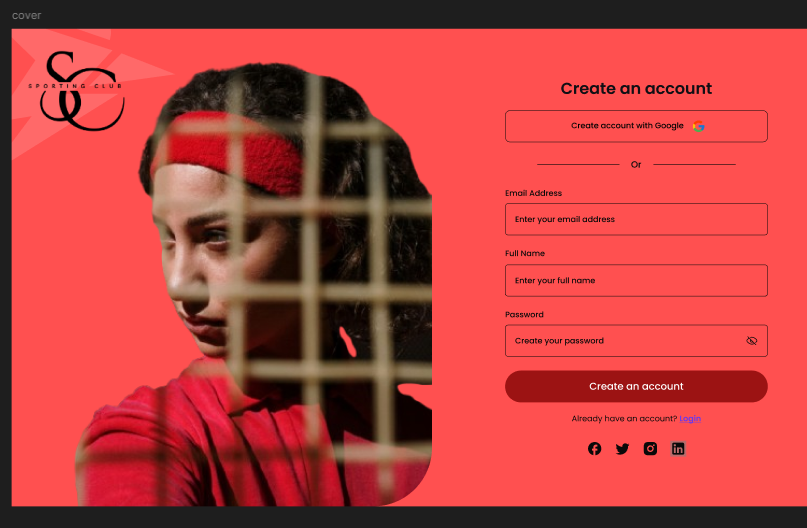 cover
SC
SPORTING CLUB
Create an account
Create account with Google
Or
Email Address
Enter your email address
Full Name
Enter your full name
Password
Create your password
Create an account
Already have an account? Login